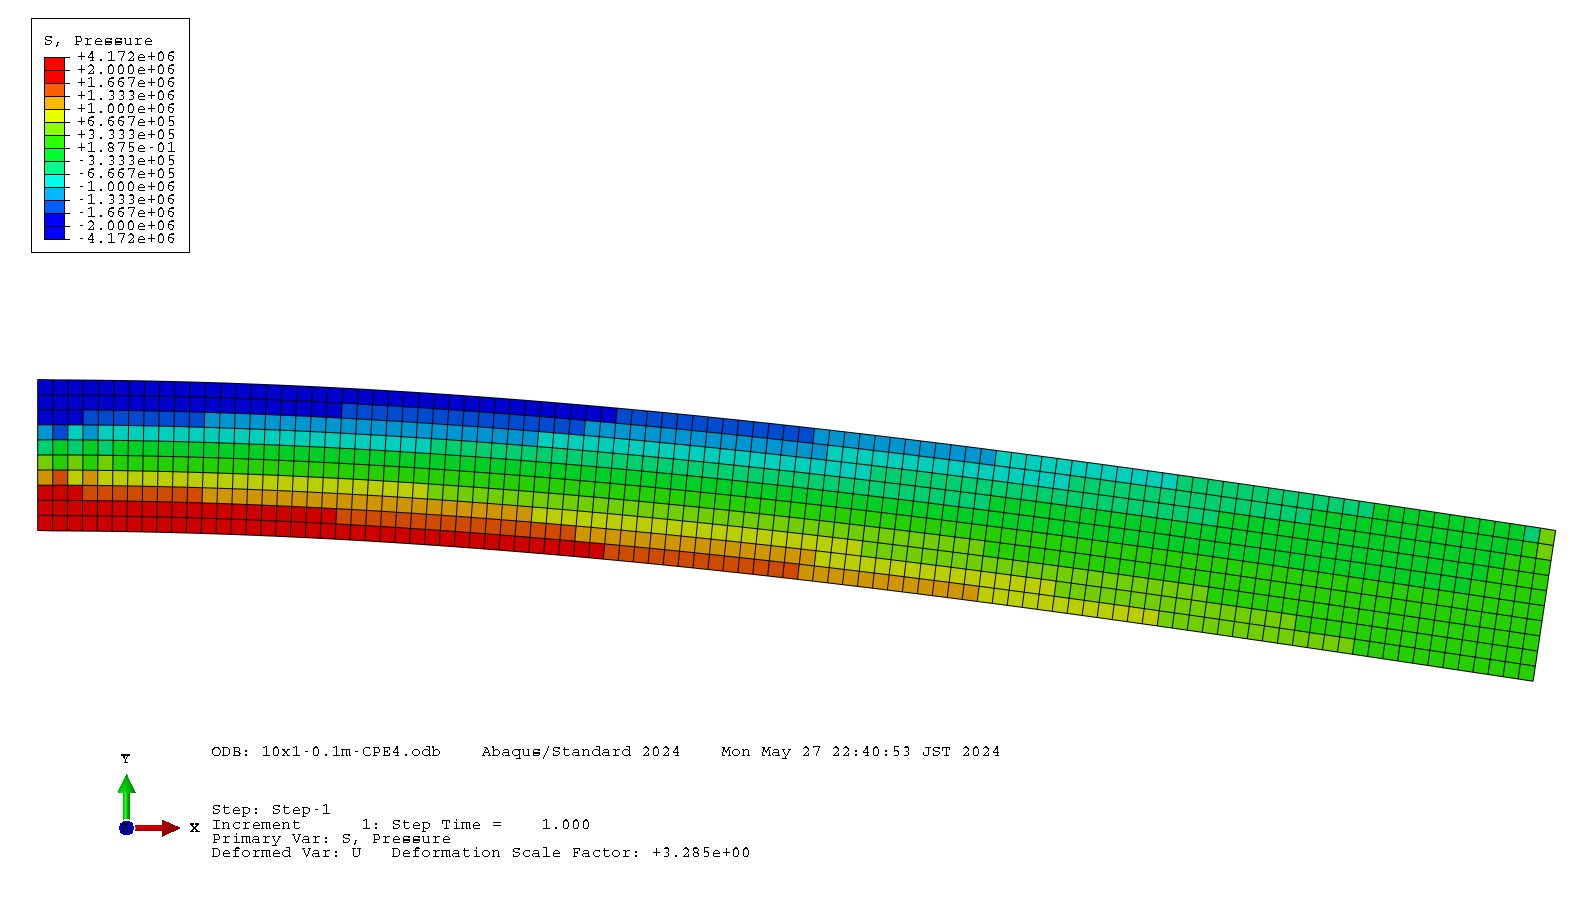 S, Pressure
+4.172e+06
+2.000e+06
+1.667e+06
+1.333e+06
+1.000e+06
+6.667e+05
+3.333e+05
+1.875e-01
-3.333e+05
-6.667e+05
-1.000e+06
-1.333e+06
-1.667e+06
-2.000e+06
-4.172e+06
Y
X
ODB: 10x1-0.1m-CPE4.odb    Abaqus/Standard 2024    Mon May 27 22:40:53 JST 2024
Step: Step-1
Increment      1: Step Time =    1.000
Primary Var: S, Pressure
Deformed Var: U   Deformation Scale Factor: +3.285e+00